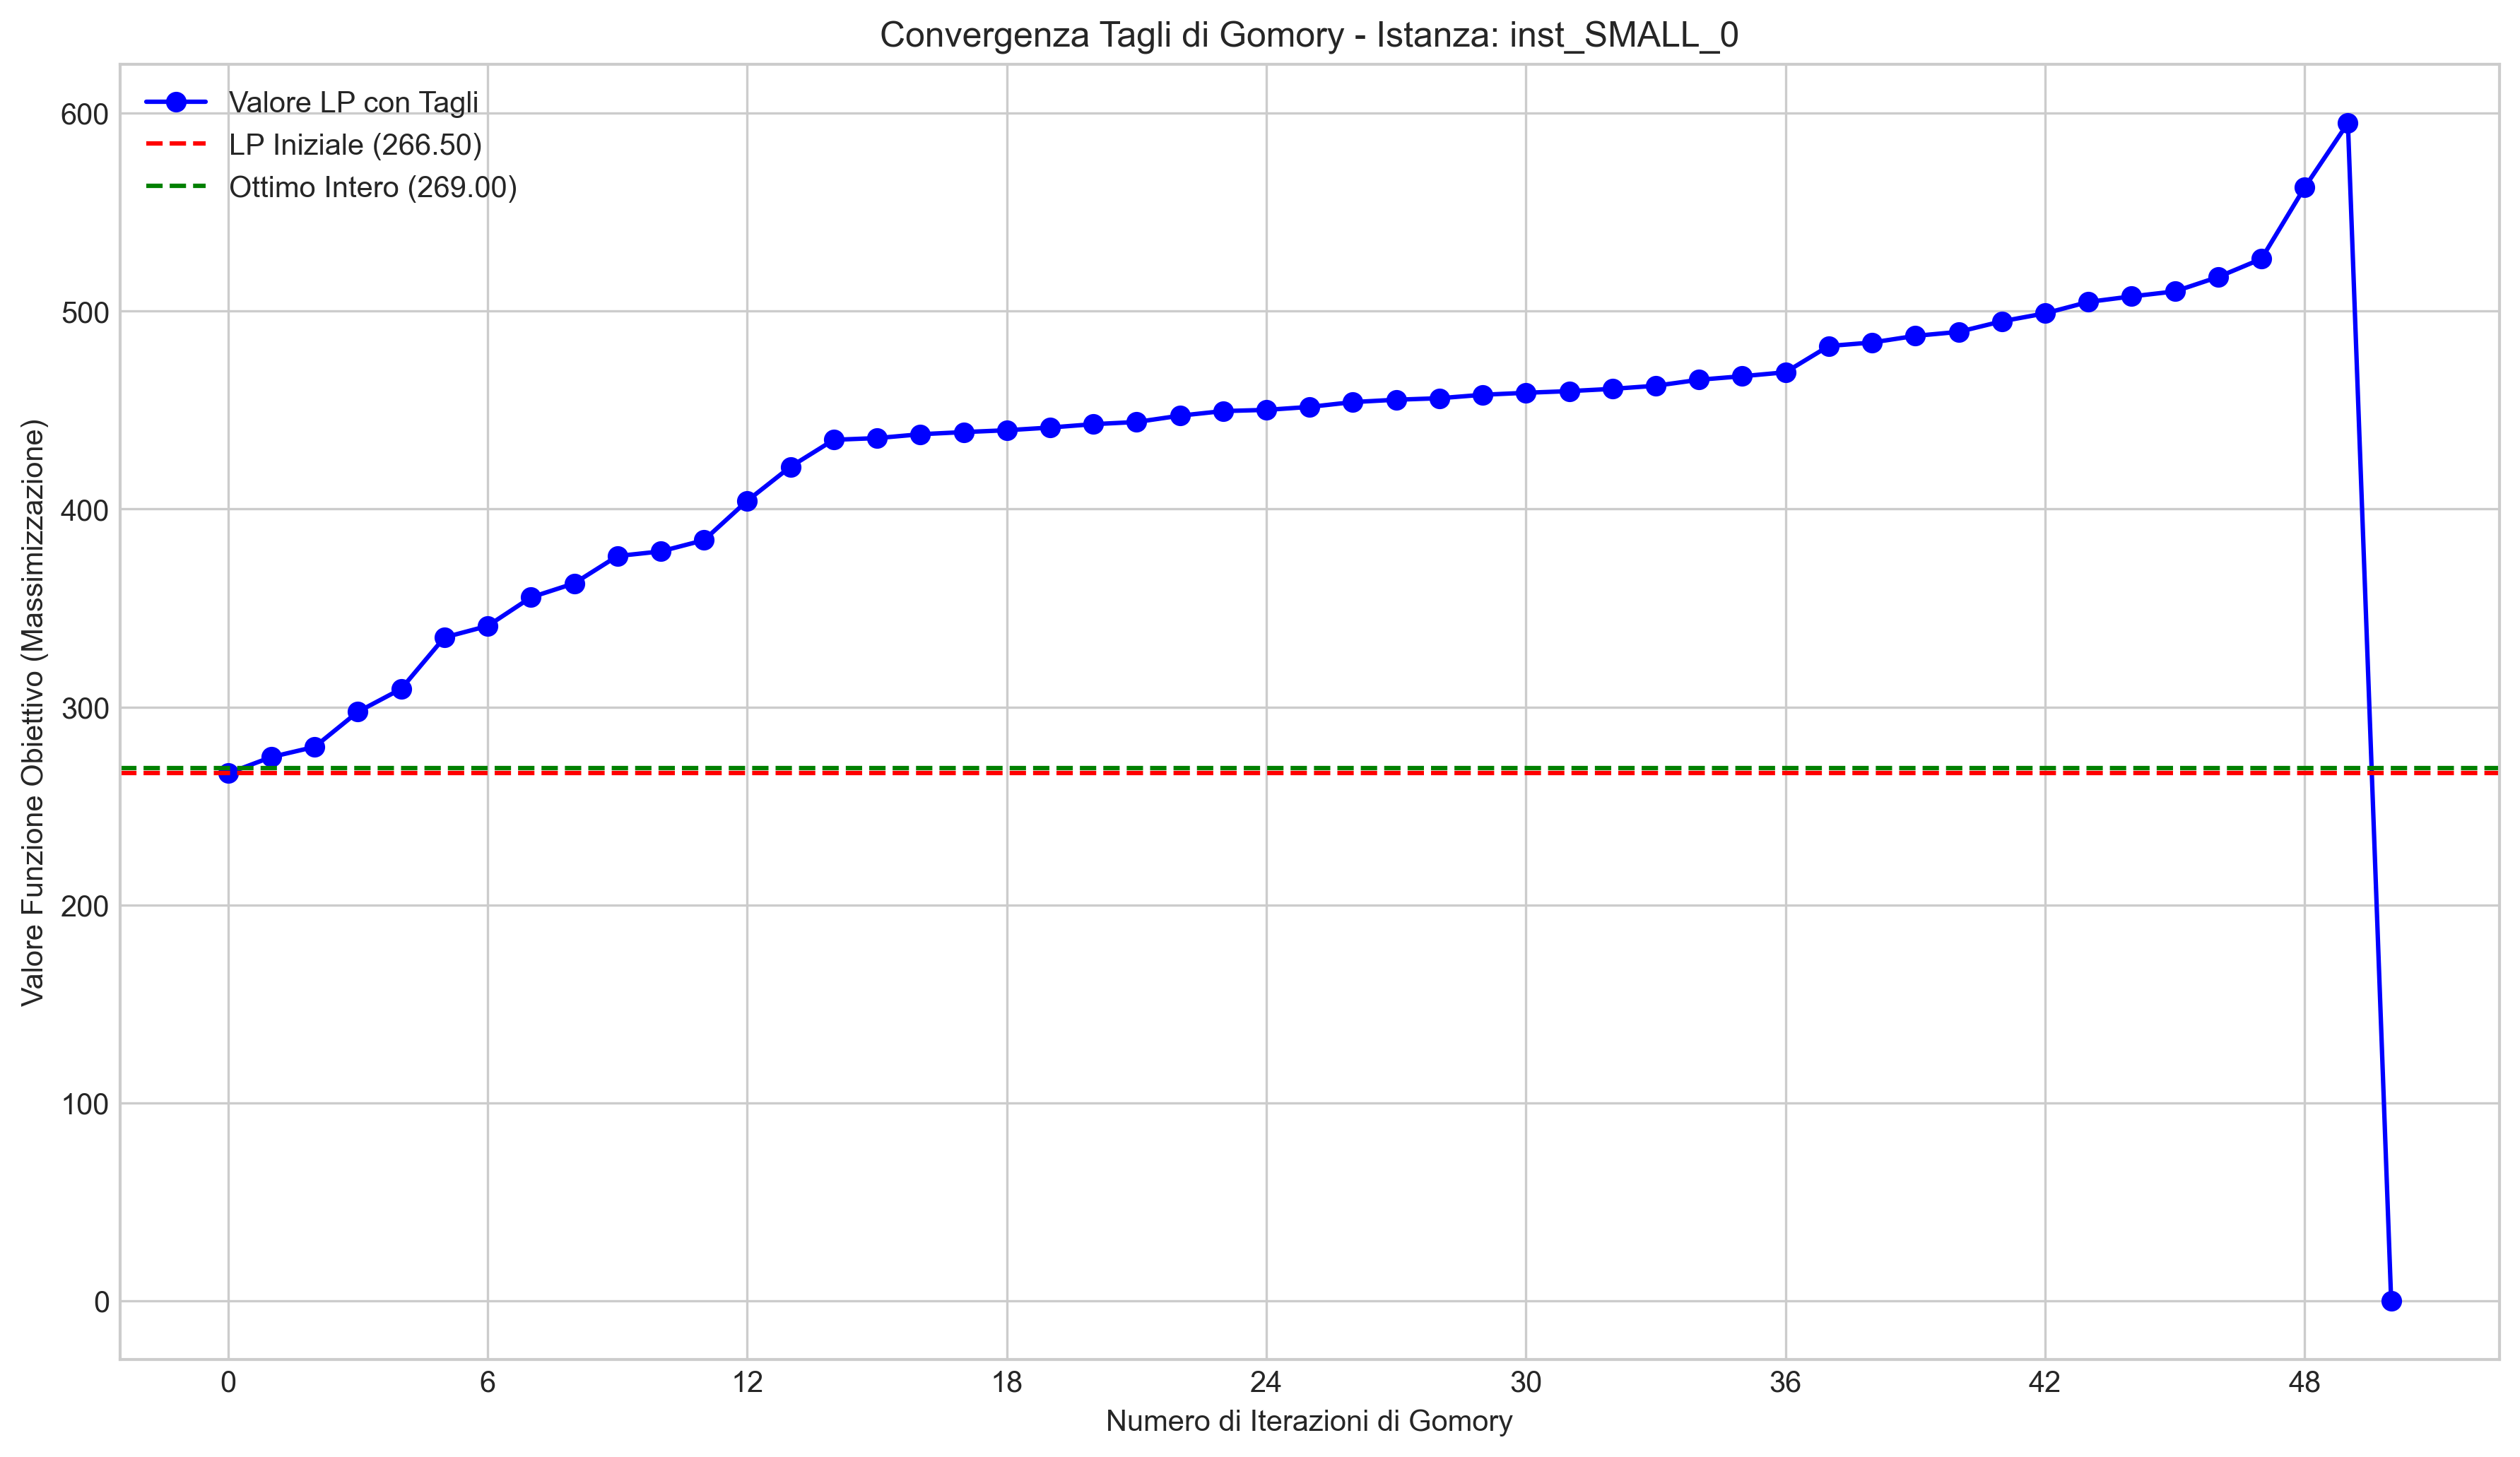 Convergenza Tagli di Gomory - Istanza: inst_SMALL_0
Valore LP con Tagli
LP Iniziale (266.50)
Ottimo Intero (269.00)
Valore Funzione Obiettivo (Massimizzazione)
600
500
400
300
200
100
0
0 6 12 18 24 30 36 42 48
Numero di Iterazioni di Gomory